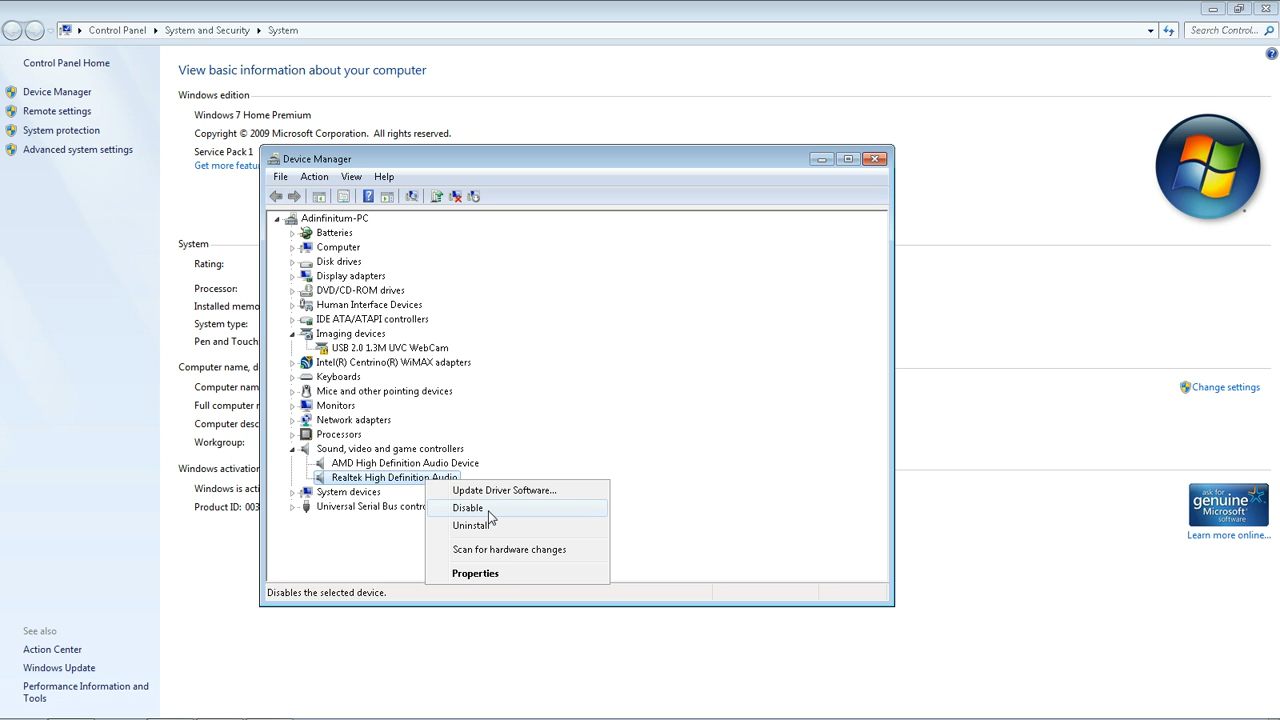 Control Panel
System and Security
System
Search Control...
Control Panel Home
Device Manager
Remote settings
System protection
Advanced system settings
See also
Action Center
Windows Update
Performance Information and
Tools
View basic information about your computer
Windows edition
Windows 7 Home Premium
Copyright © 2009 Microsoft Corporation. All rights reserved.
Service Pack 1
Get more
System
Rating:
Processor:
Installed
System type:
Pen and Touch
Computer name,
Computer
Full computer
Computer
Workgroup:
Windows activation
Windows is
Product ID: 003
Change settings
ask for
genuine
Microsoft
software
Learn more online...
Device Manager
File Action View Help
Adinfinitum-PC
Batteries
Computer
Disk drives
Display adapters
DVD/CD-ROM drives
Human Interface Devices
IDE ATA/ATAPI controllers
Imaging devices
USB 2.0 1.3M UVC WebCam
Intel(R) Centrino(R) WiMAX adapters
Keyboards
Mice and other pointing devices
Monitors
Network adapters
Processors
Sound, video and game controllers
AMD High Definition Audio Device
Realtek High Definition Audio
System devices
Universal Serial Bus
Update Driver Software...
Disable
Uninstall
Scan for hardware changes
Properties
Disables the selected device.